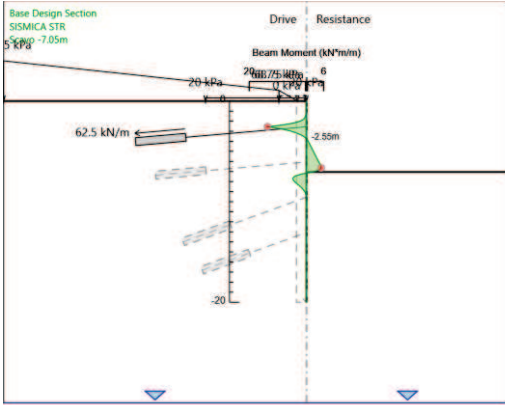 Base Design Section
SISMICA STR
Scavo -7.05m
Drive
Resistance
5 kPa
Beam Moment (kN*m/m)
20
6
20 kPa
0 kPa
0
62.5 kN/m
-2.55m
-20